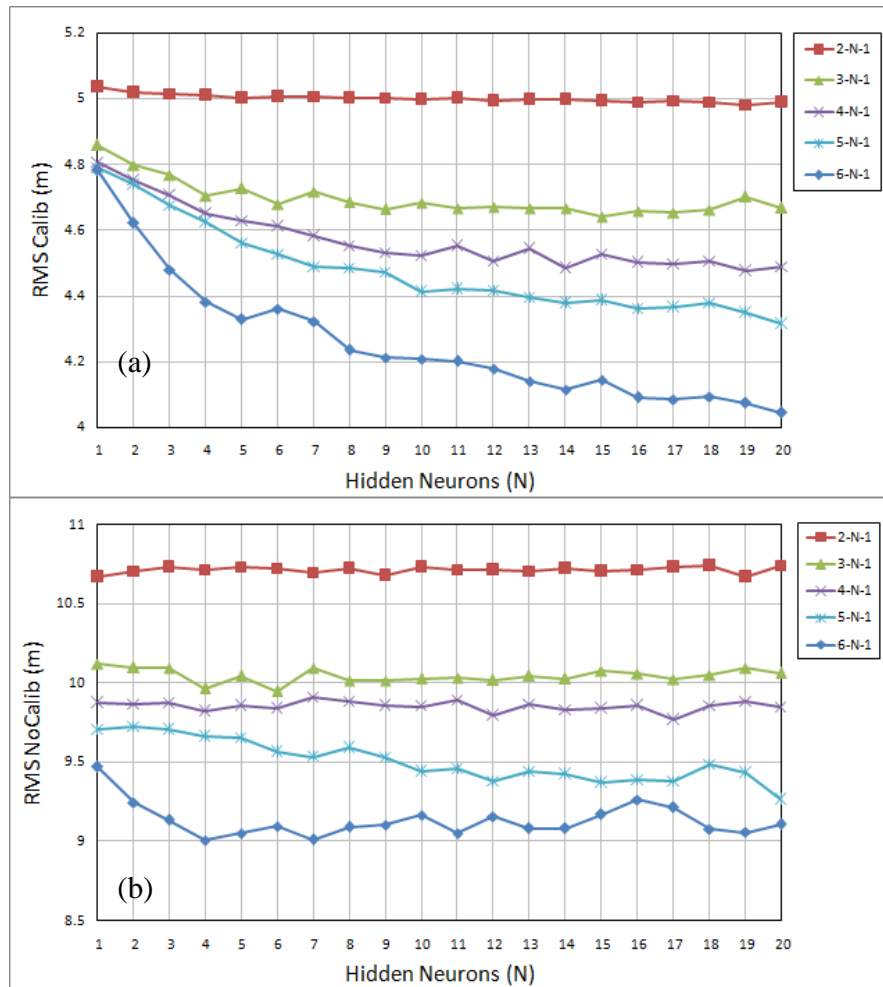 5.2
5
4.8
4.6
4.4
4.2
4
RMS Calib (m)
(a)
1 2 3 4 5 6 7 8 9 10 11 12 13 14 15 16 17 18 19 20
Hidden Neurons (N)
2-N-1
3-N-1
4-N-1
5-N-1
6-N-1
11
10.5
10
9.5
9
8.5
RMS NoCalib (m)
(b)
1 2 3 4 5 6 7 8 9 10 11 12 13 14 15 16 17 18 19 20
Hidden Neurons (N)
2-N-1
3-N-1
4-N-1
5-N-1
6-N-1